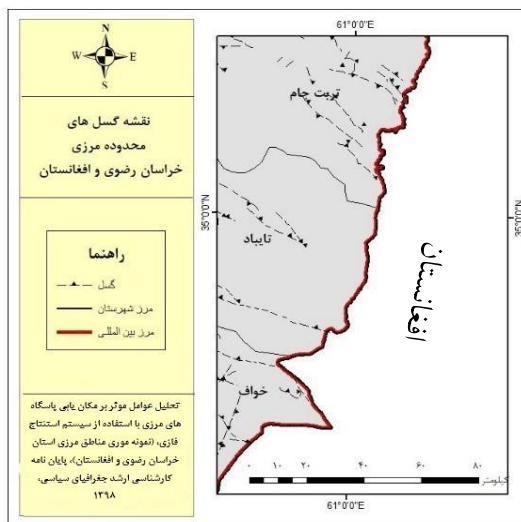 N
W E
S
نقشه گسل های
محدوده مرزی
خراسان رضوی و افغانستان
راهنما
گسل
مرز شهرستان
مرز بین المللی
تحلیل عوامل موثر بر مکان یابی پاسگاه
های مرزی با استفاده از سیستم استنتاج
فازی، (نمونه موری مناطق مرزی استان
خراسان رضوی و افغانستان)، پایان نامه
کارشناسی ارشد جغرافیای سیاسی،
۱۳۹۸
61°0'0"E
تربت جام
35°0'0"N
35°0'0"N
تایباد
افغانستان
خواف
۰ ۱۰ ۲۰ ۴۰ ۶۰ ۸۰
کیلومتر
61°0'0"E